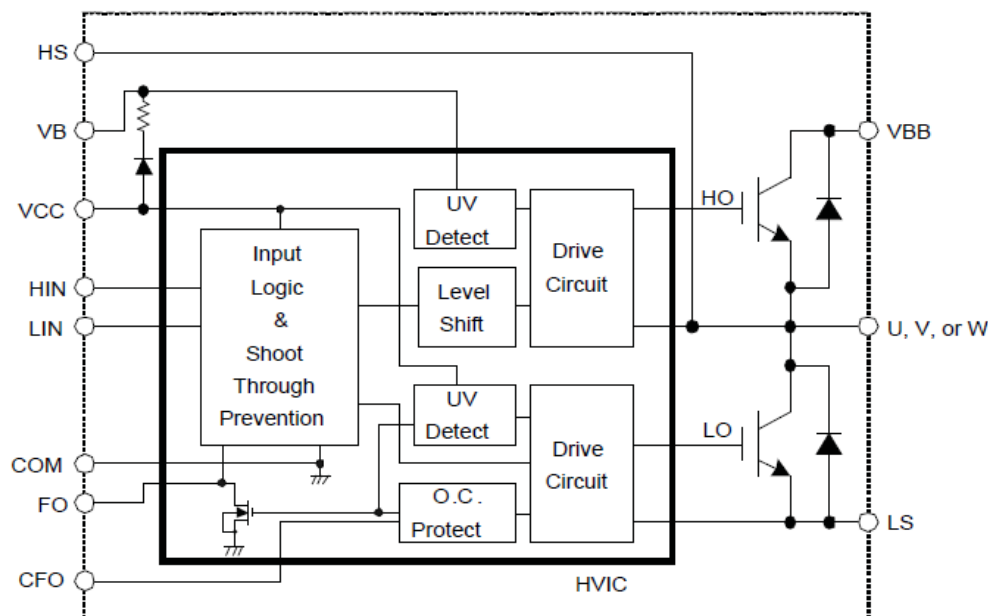 HS
VB
VCC
HIN
LIN
COM
FO
CFO
Input
Logic
&
Shoot
Through
Prevention
UV
Detect
Level
Shift
Drive
Circuit
UV
Detect
O.C.
Protect
Drive
Circuit
HVIC
HO
LO
VBB
U, V, or W
LS